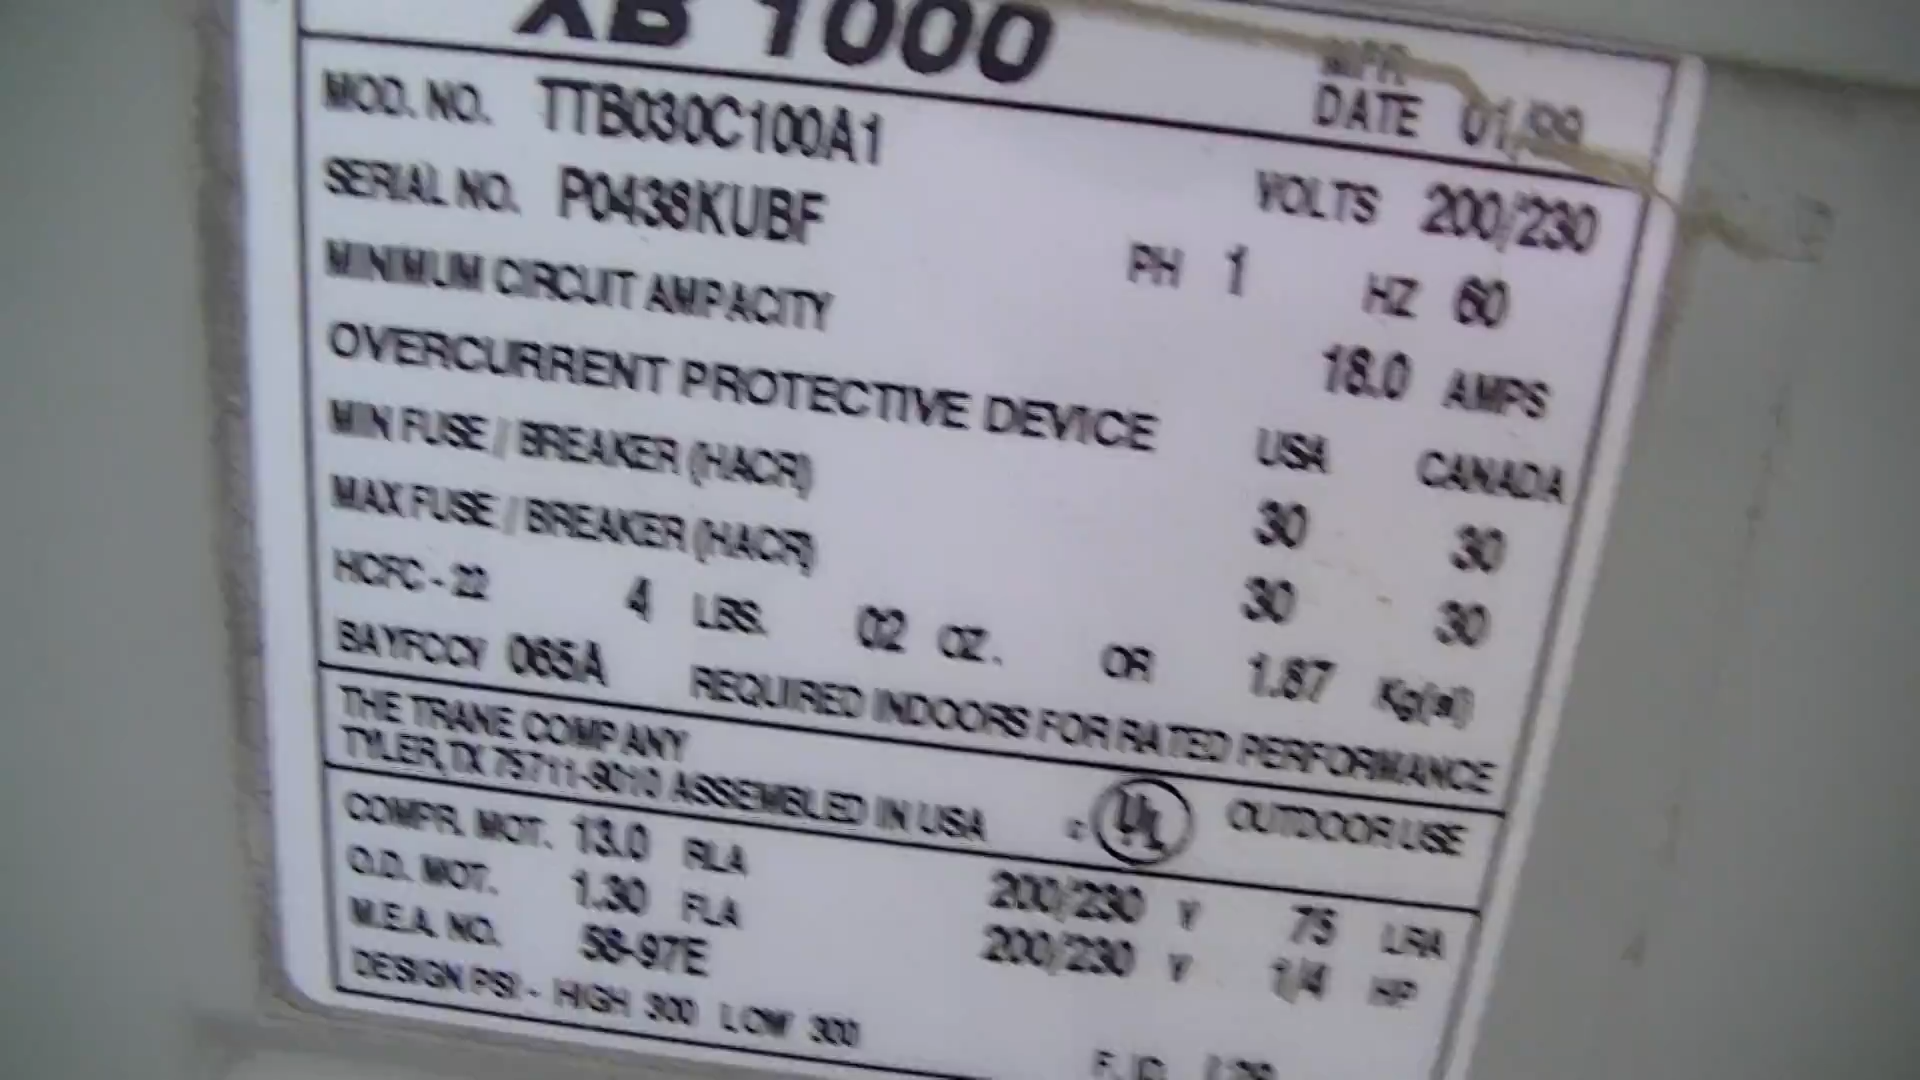 XB 1000
MFR.
DATE 01/99
MOD. NO. TTB030C100A1
SERIAL NO. P0436KUBF
VOLTS 200/230
PH 1 HZ 60
MINIMUM CIRCUIT AMPACITY 18.0 AMPS
OVERCURRENT PROTECTIVE DEVICE USA CANADA
MIN FUSE / BREAKER (HACR) 30 30
MAX FUSE / BREAKER (HACR) 30 30
HCFC - 22 4 LBS. 02 OZ. OR 1.87 Kg(sl)
BAYFCCV 065A REQUIRED INDOORS FOR RATED PERFORMANCE
THE TRANE COMPANY
TYLER, TX 75711-9010 ASSEMBLED IN USA c UL OUTDOOR USE
COMPR. MOT. 13.0 RLA 200/230 V 75 LRA
O.D. MOT. 1.30 FLA 200/230 V 1/4 HP
M.E.A. NO. 58-97E
DESIGN PSI - HIGH 300 LOW 300